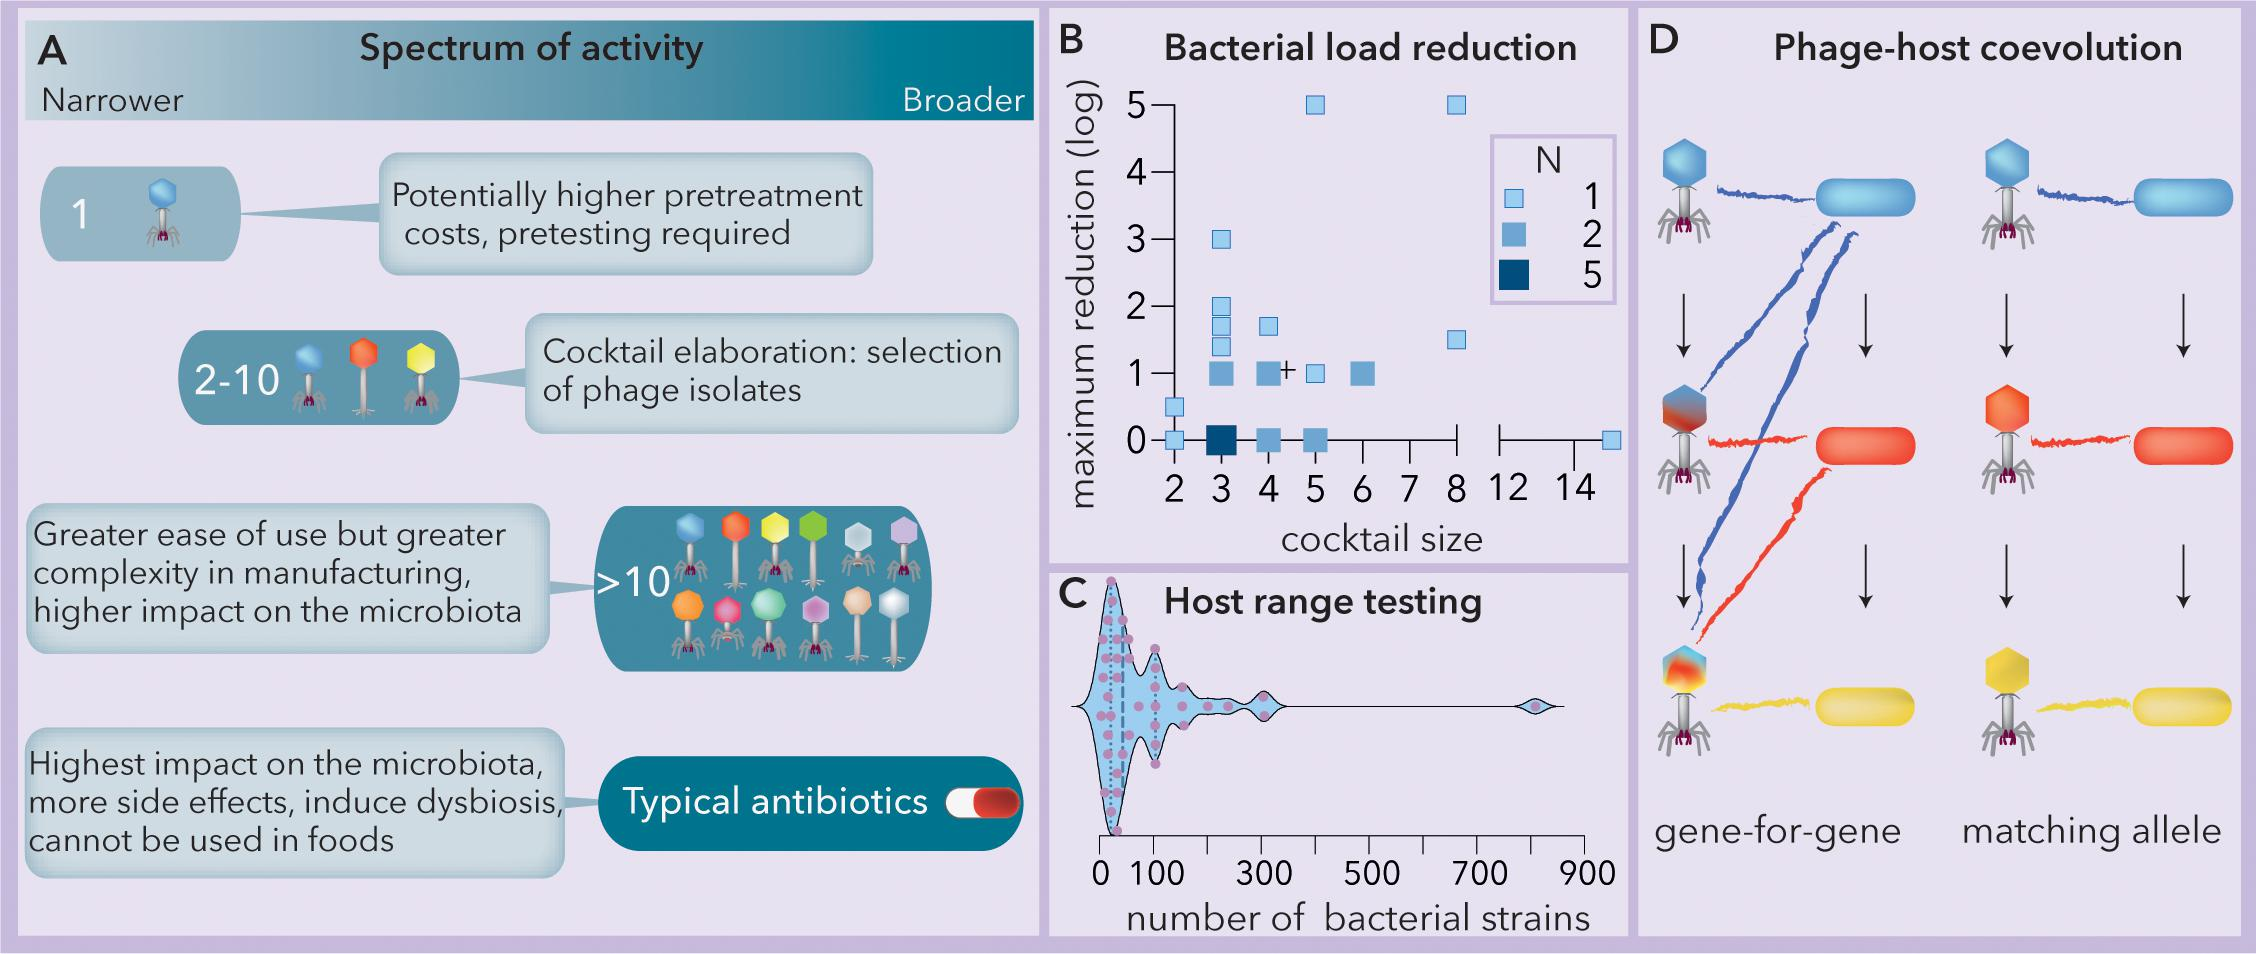 A
Spectrum of activity
Narrower
Broader
1
Potentially higher pretreatment
costs, pretesting required
2-10
Cocktail elaboration: selection
of phage isolates
Greater ease of use but greater
complexity in manufacturing,
higher impact on the microbiota
>10
Highest impact on the microbiota,
more side effects, induce dysbiosis,
cannot be used in foods
Typical antibiotics
B
Bacterial load reduction
maximum reduction (log)
5
4
3
2
1
0
N
1
2
5
+
2 3 4 5 6 7 8 12 14
cocktail size
C
Host range testing
0 100 300 500 700 900
number of bacterial strains
D
Phage-host coevolution
gene-for-gene
matching allele